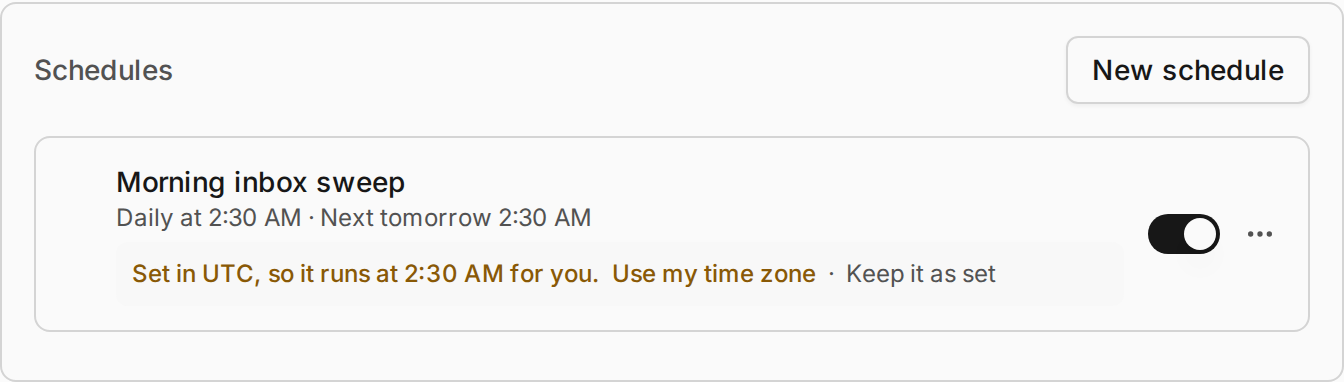 Schedules
New schedule
Morning inbox sweep
Daily at 2:30 AM · Next tomorrow 2:30 AM
Set in UTC, so it runs at 2:30 AM for you. Use my time zone · Keep it as set